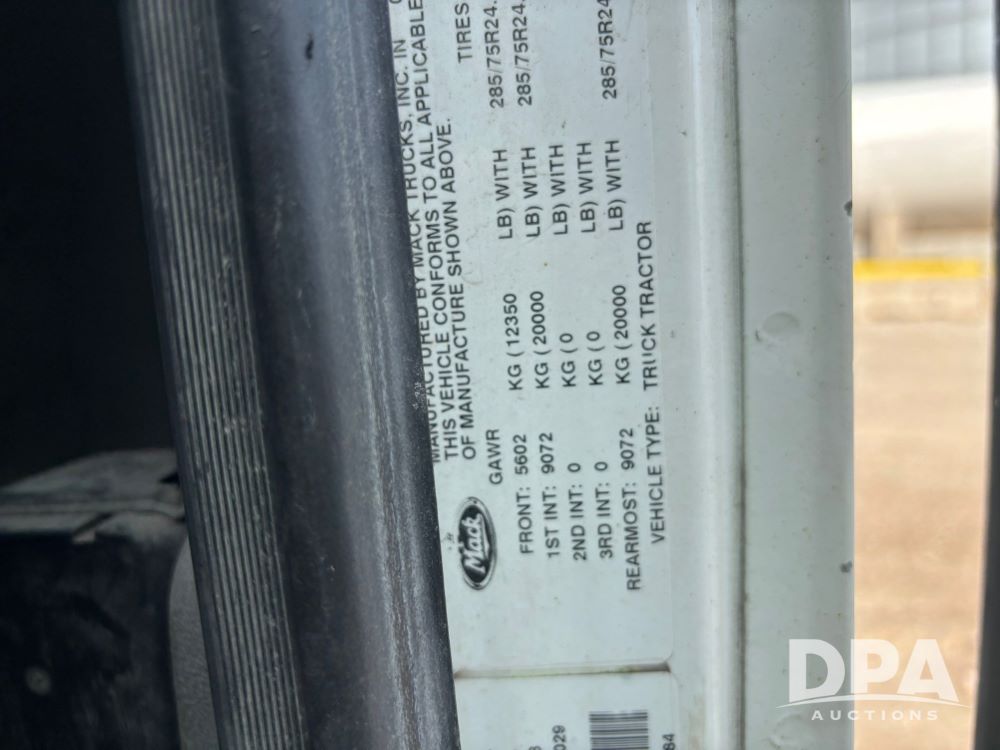 MANUFACTURED BY MACK TRUCKS, INC. IN
THIS VEHICLE CONFORMS TO ALL APPLICABLE
OF MANUFACTURE SHOWN ABOVE.
Mack
GAWR TIRES
FRONT: 5602 KG ( 12350 LB) WITH 285/75R24.
1ST INT: 9072 KG ( 20000 LB) WITH 285/75R24.
2ND INT: 0 KG ( 0 LB) WITH
3RD INT: 0 KG ( 0 LB) WITH
REARMOST: 9072 KG ( 20000 LB) WITH 285/75R24
VEHICLE TYPE: TRUCK TRACTOR
029
84
DPA
AUCTIONS